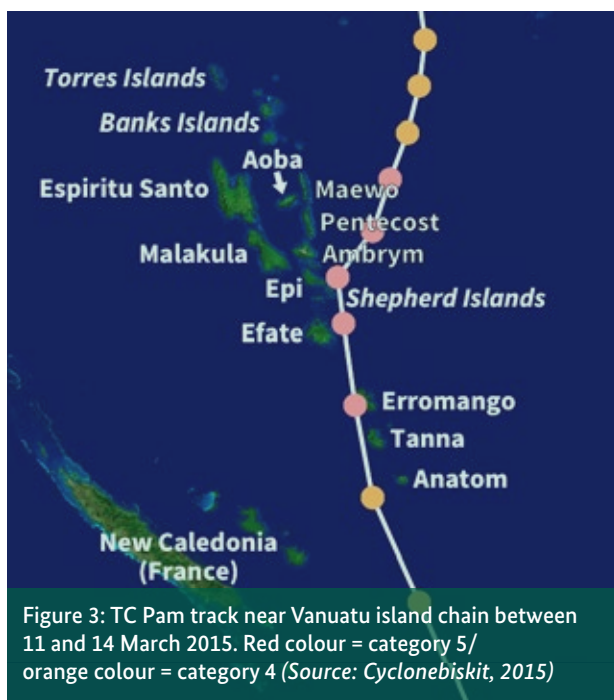 Torres Islands
Banks Islands
Aoba
Espiritu Santo
Maewo
Pentecost
Malakula
Ambrym
Epi
Shepherd Islands
Efate
Erromango
Tanna
Anatom
New Caledonia
(France)
Figure 3: TC Pam track near Vanuatu island chain between
11 and 14 March 2015. Red colour = category 5/
orange colour = category 4 (Source: Cyclonebiskit, 2015)